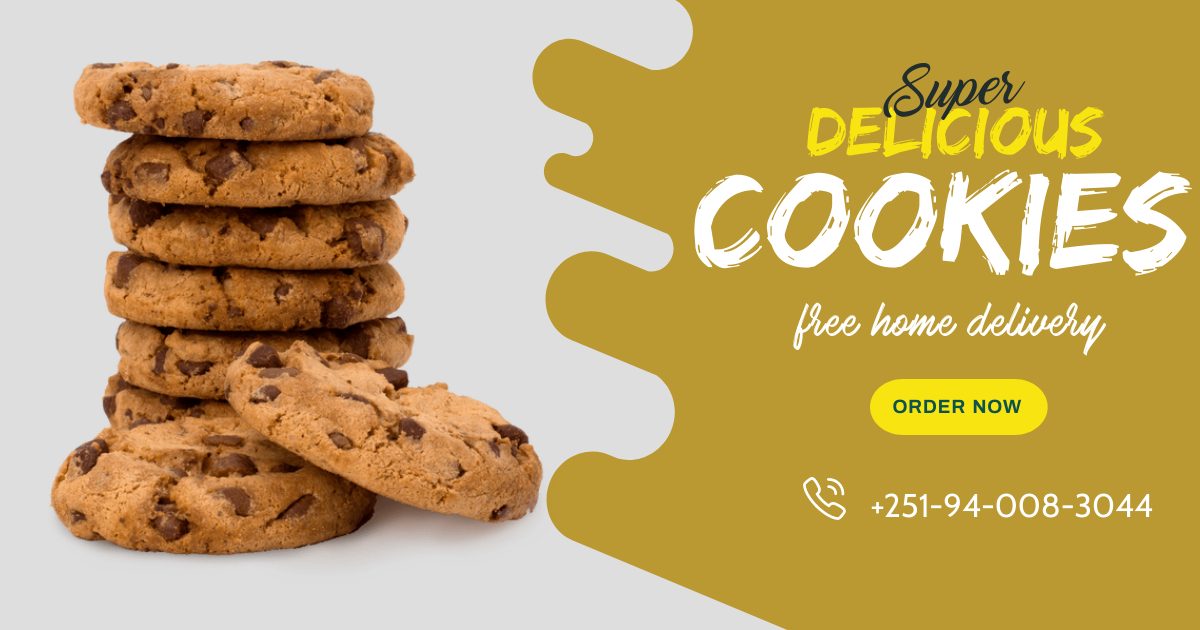 Super
DELICIOUS
COOKIES
free home delivery
ORDER NOW
+251-94-008-3044